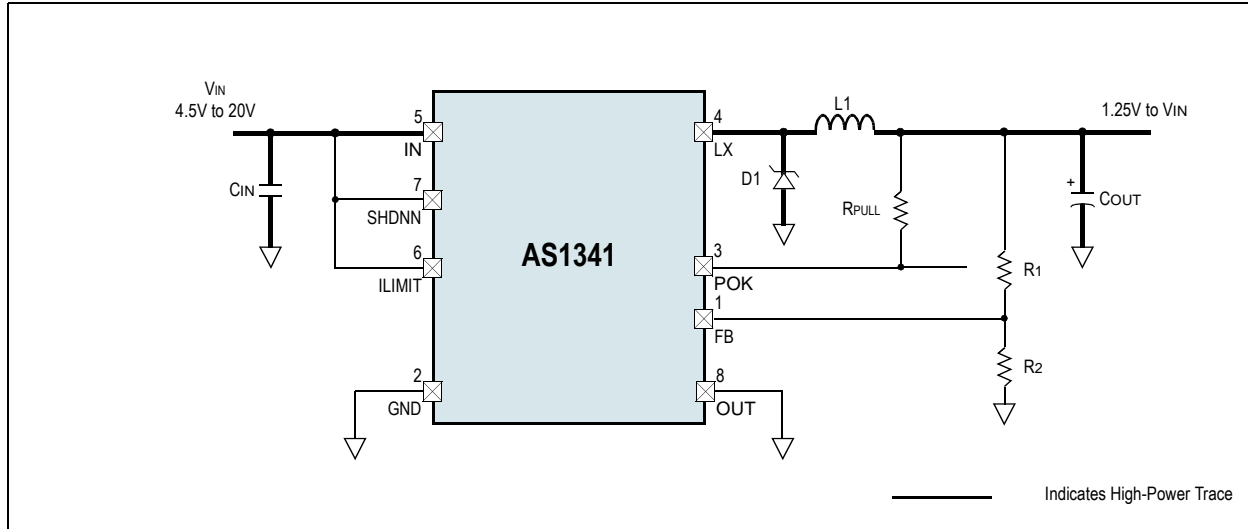 VIN
4.5V to 20V
5
IN
4
LX
L1
1.25V to VIN
CIN
7
SHDNN
D1
RPULL
+
COUT
AS1341
6
ILIMIT
3
POK
R1
1
FB
2
GND
8
OUT
R2
Indicates High-Power Trace